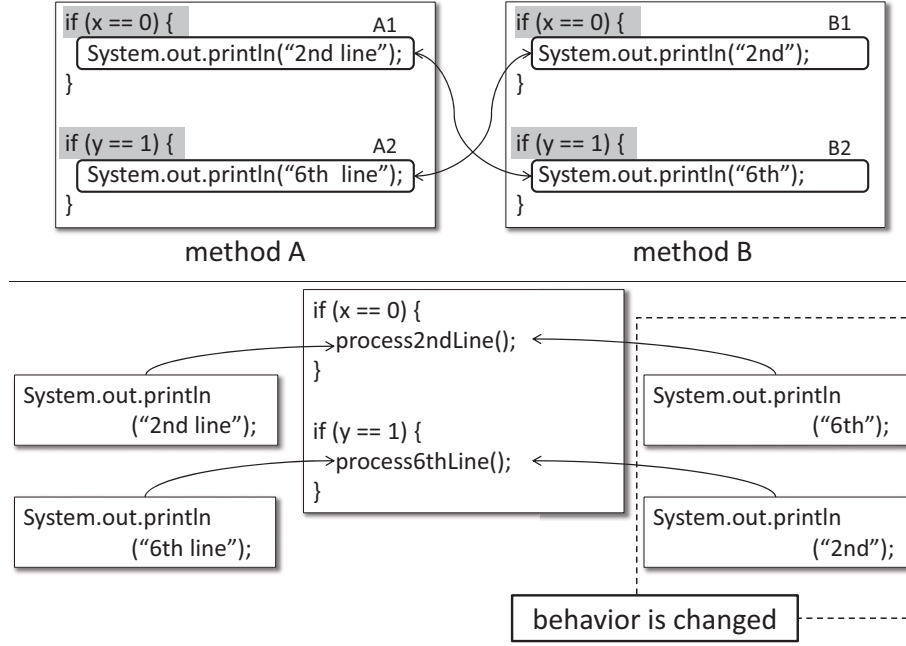 if (x == 0) {
A1
System.out.println(“2nd line”);
}
if (y == 1) {
A2
System.out.println(“6th line”);
}
method A
if (x == 0) {
B1
System.out.println(“2nd”);
}
if (y == 1) {
B2
System.out.println(“6th”);
}
method B
if (x == 0) {
process2ndLine();
}
if (y == 1) {
process6thLine();
}
System.out.println
(“2nd line”);
System.out.println
(“6th line”);
System.out.println
(“6th”);
System.out.println
(“2nd”);
behavior is changed